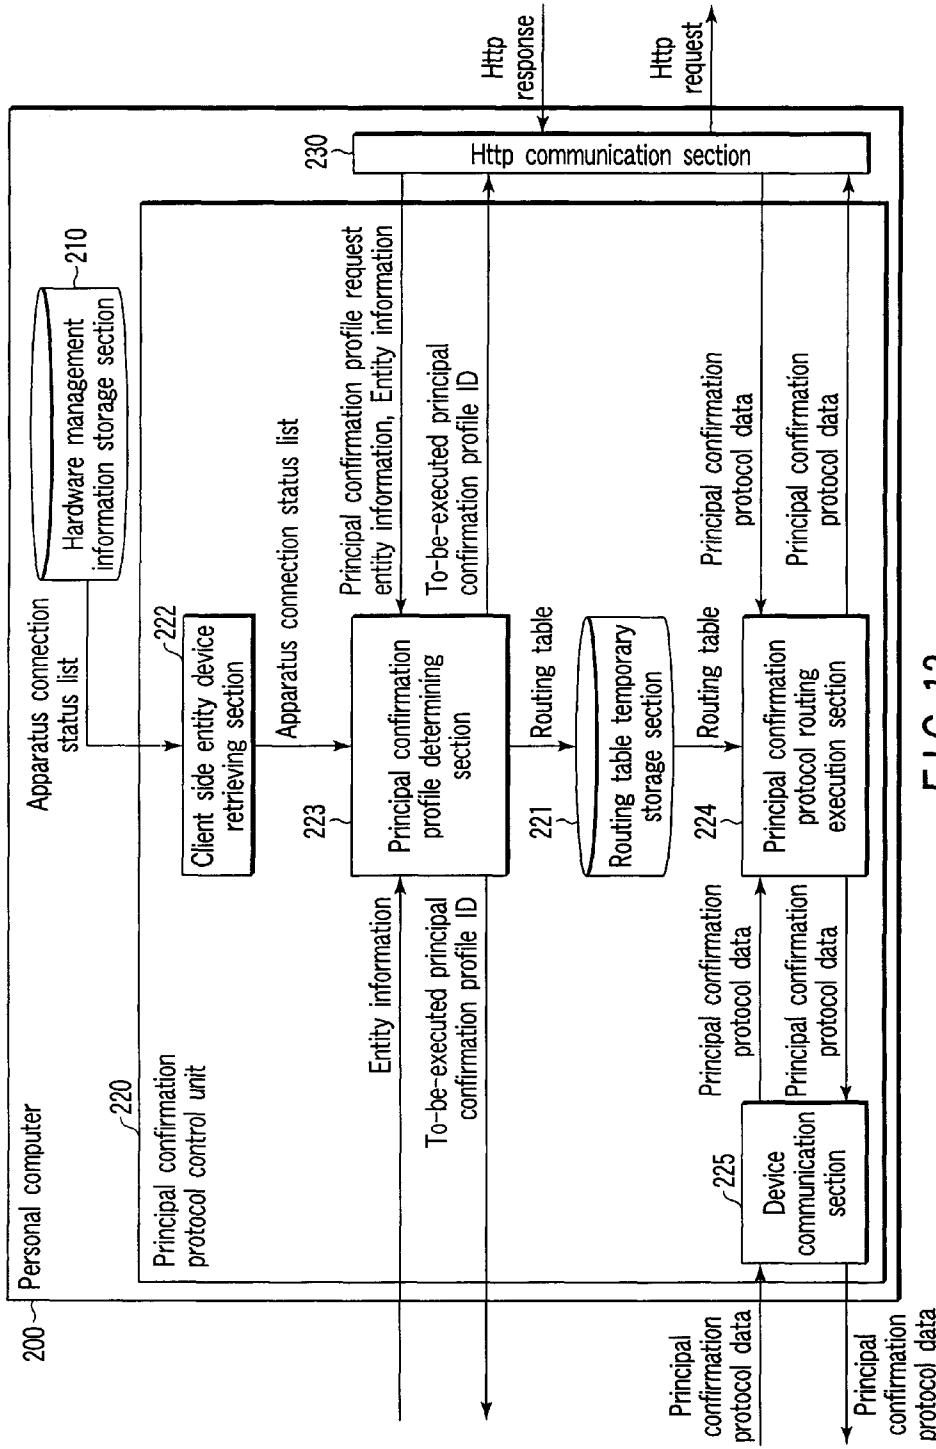 200
Personal computer
220
Principal confirmation
protocol control unit
Apparatus connection
status list
Hardware management
information storage section
210
222
Client side entity device
retrieving section
Apparatus connection status list
230
Http communication section
Http
response
Http
request
Principal confirmation profile request
entity information, Entity information
To-be-executed principal
confirmation profile ID
223
Principal confirmation
profile determining
section
Entity information
To-be-executed principal
confirmation profile ID
Routing table
221
Routing table temporary
storage section
Routing table
224
Principal confirmation
protocol routing
execution section
Principal confirmation
protocol data
Principal confirmation
protocol data
Principal confirmation
protocol data
Principal confirmation
protocol data
225
Device
communication
section
Principal
confirmation
protocol data
Principal
confirmation
protocol data